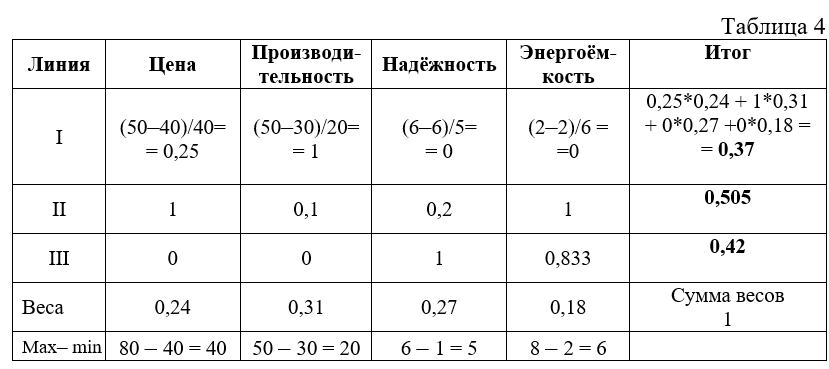 Таблица 4
Линия Цена Производи- Надёжность Энергоём- Итог
тельность кость
I (50–40)/40= (50–30)/20= (6–6)/5= (2–2)/6 = 0,25*0,24 + 1*0,31
= 0,25 = 1 = 0 =0 + 0*0,27 +0*0,18 =
= 0,37
II 1 0,1 0,2 1 0,505
III 0 0 1 0,833 0,42
Веса 0,24 0,31 0,27 0,18 Сумма весов
1
Max– min 80 – 40 = 40 50 – 30 = 20 6 – 1 = 5 8 – 2 = 6